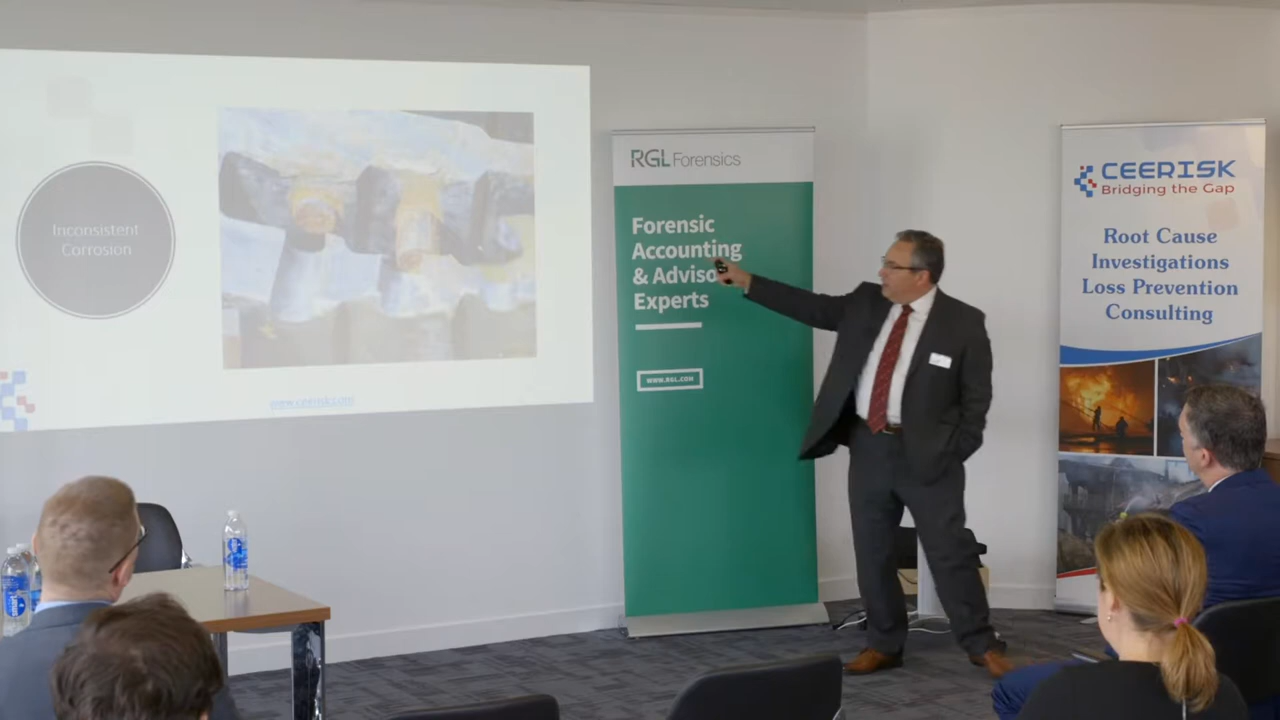 Inconsistent
Corrosion
www.ceerisk.com
RGL Forensics
Forensic
Accounting
& Adviso
Experts
WWW.RGL.COM
CEERISK
Bridging the Gap
Root Cause
Investigations
Loss Prevention
Consulting
smart